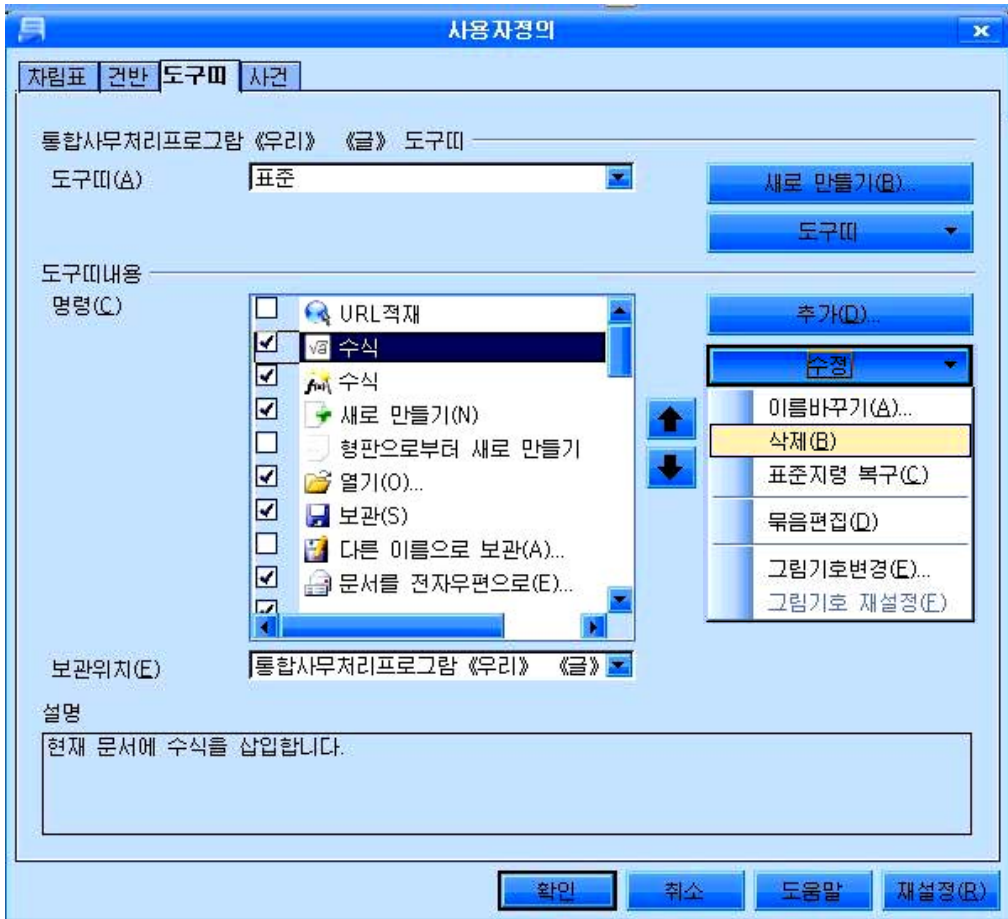 사용자정의
차림표 건반 도구띠 사건
통합사무처리프로그람 《우리》 《글》 도구띠
도구띠(A) 표준 새로 만들기(B)...
도구띠
도구띠내용
명령(C) URL적재 추가(D)...
수식 수정
수식
새로 만들기(N) 이름바꾸기(A)...
형판으로부터 새로 만들기 삭제(B)
열기(O)... 표준지령 복구(C)
보관(S) 묶음편집(D)
다른 이름으로 보관(A)... 그림기호변경(E)...
문서를 전자우편으로(E)... 그림기호 재설정(F)
보관위치(E) 통합사무처리프로그람 《우리》 《글》
설명
현재 문서에 수식을 삽입합니다.
확인 취소 도움말 재설정(R)